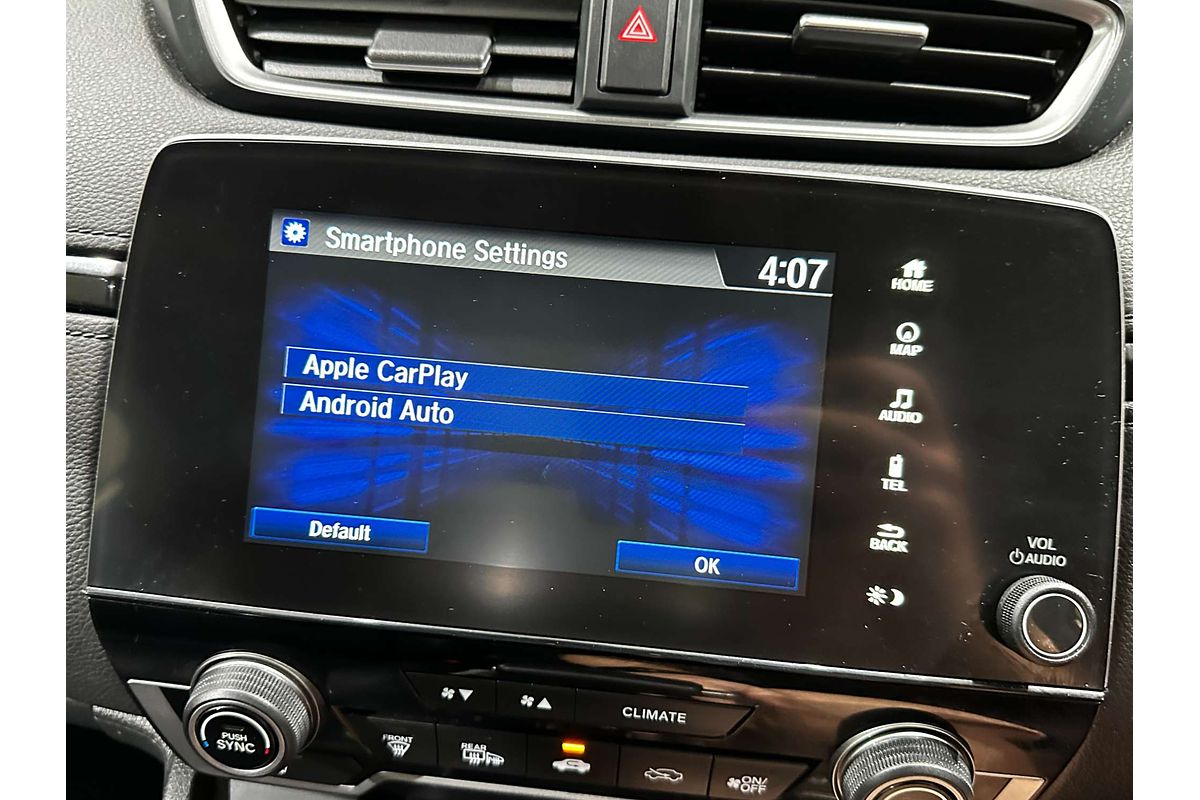 Smartphone Settings
4:07
Apple CarPlay
Android Auto
Default
OK
HOME
MAP
AUDIO
TEL
BACK
VOL
AUDIO
CLIMATE
PUSH
SYNC
FRONT
REAR
ON/
OFF